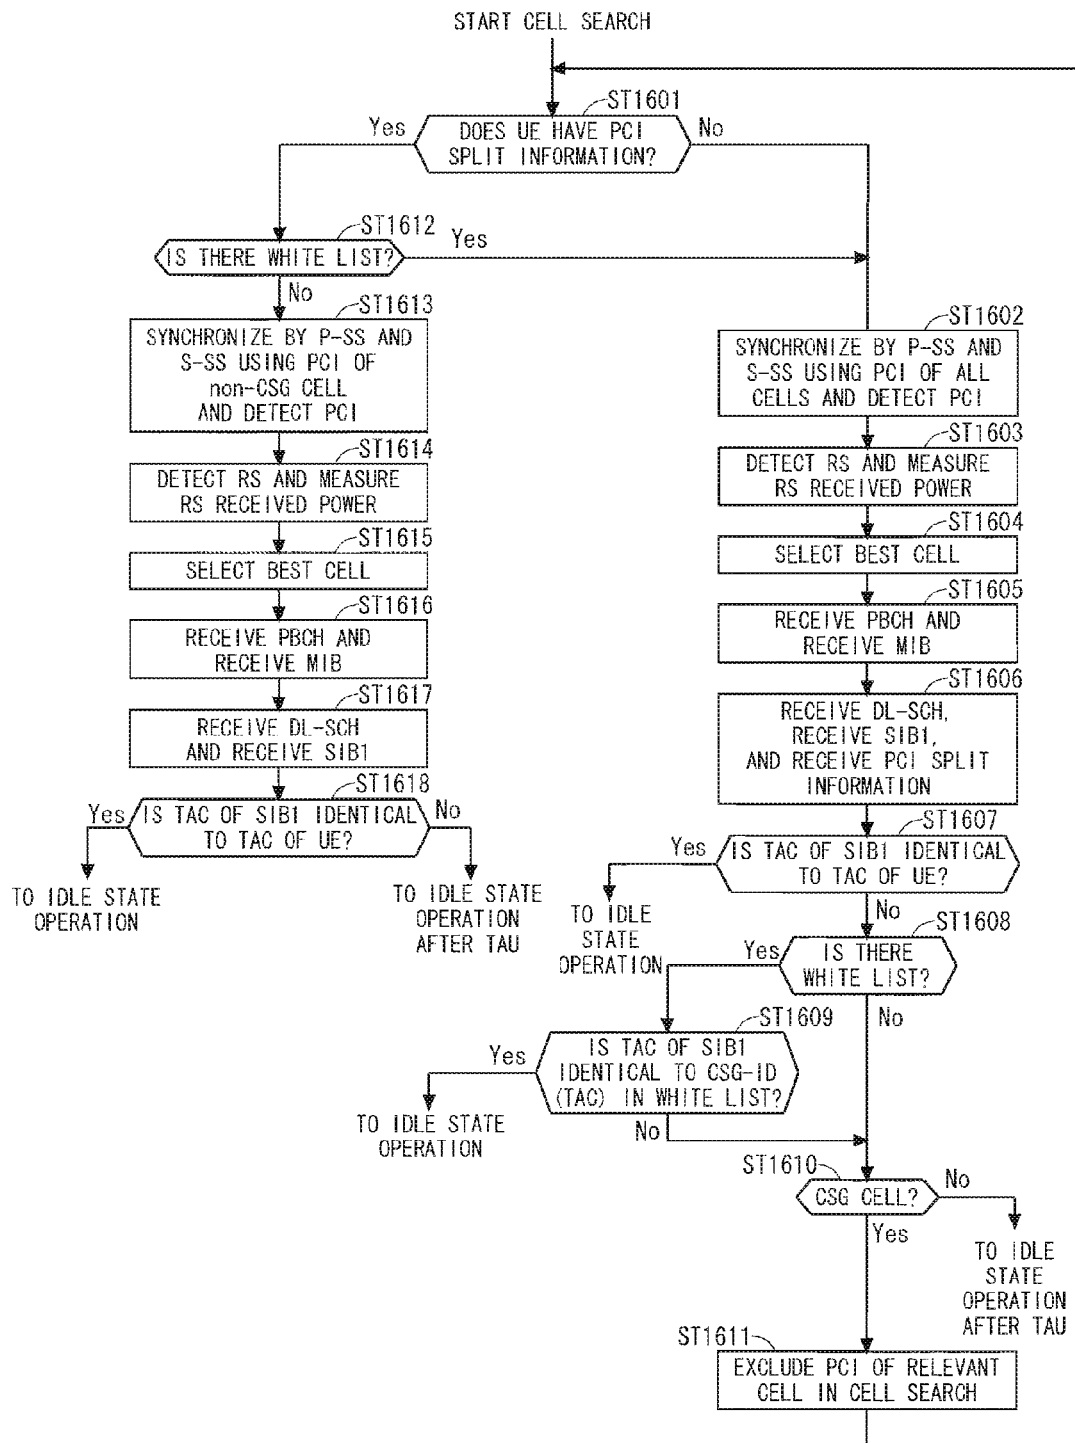 START CELL SEARCH
ST1601
Yes
DOES UE HAVE PCI
SPLIT INFORMATION?
No
ST1612
IS THERE WHITE LIST?
Yes
No
ST1613
SYNCHRONIZE BY P-SS AND
S-SS USING PCI OF
non-CSG CELL
AND DETECT PCI
ST1614
DETECT RS AND MEASURE
RS RECEIVED POWER
ST1615
SELECT BEST CELL
ST1616
RECEIVE PBCH AND
RECEIVE MIB
ST1617
RECEIVE DL-SCH
AND RECEIVE SIB1
ST1618
Yes
IS TAC OF SIB1 IDENTICAL
TO TAC OF UE?
No
TO IDLE STATE
OPERATION
TO IDLE STATE
OPERATION
AFTER TAU
ST1602
SYNCHRONIZE BY P-SS AND
S-SS USING PCI OF ALL
CELLS AND DETECT PCI
ST1603
DETECT RS AND MEASURE
RS RECEIVED POWER
ST1604
SELECT BEST CELL
ST1605
RECEIVE PBCH AND
RECEIVE MIB
ST1606
RECEIVE DL-SCH,
RECEIVE SIB1,
AND RECEIVE PCI SPLIT
INFORMATION
ST1607
Yes
IS TAC OF SIB1 IDENTICAL
TO TAC OF UE?
No
TO IDLE
STATE
OPERATION
ST1608
Yes
IS THERE
WHITE LIST?
No
ST1609
Yes
IS TAC OF SIB1
IDENTICAL TO CSG-ID
(TAC) IN WHITE LIST?
No
TO IDLE STATE
OPERATION
ST1610
CSG CELL?
No
Yes
TO IDLE
STATE
OPERATION
AFTER TAU
ST1611
EXCLUDE PCI OF RELEVANT
CELL IN CELL SEARCH